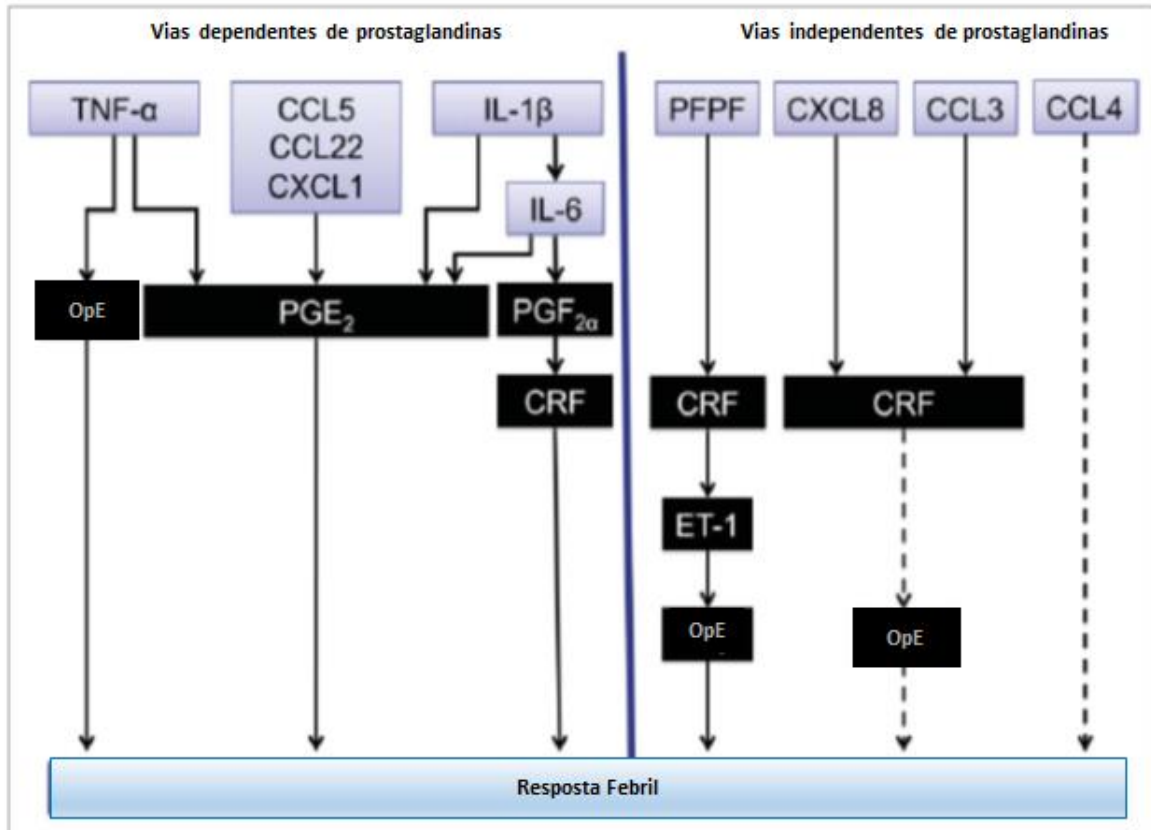 Vias dependentes de prostaglandinas
Vias independentes de prostaglandinas
TNF-α
CCL5
CCL22
CXCL1
IL-1β
IL-6
PFPF
CXCL8
CCL3
CCL4
OpE
PGE₂
PGF₂α
CRF
CRF
CRF
ET-1
OpE
OpE
Resposta Febril